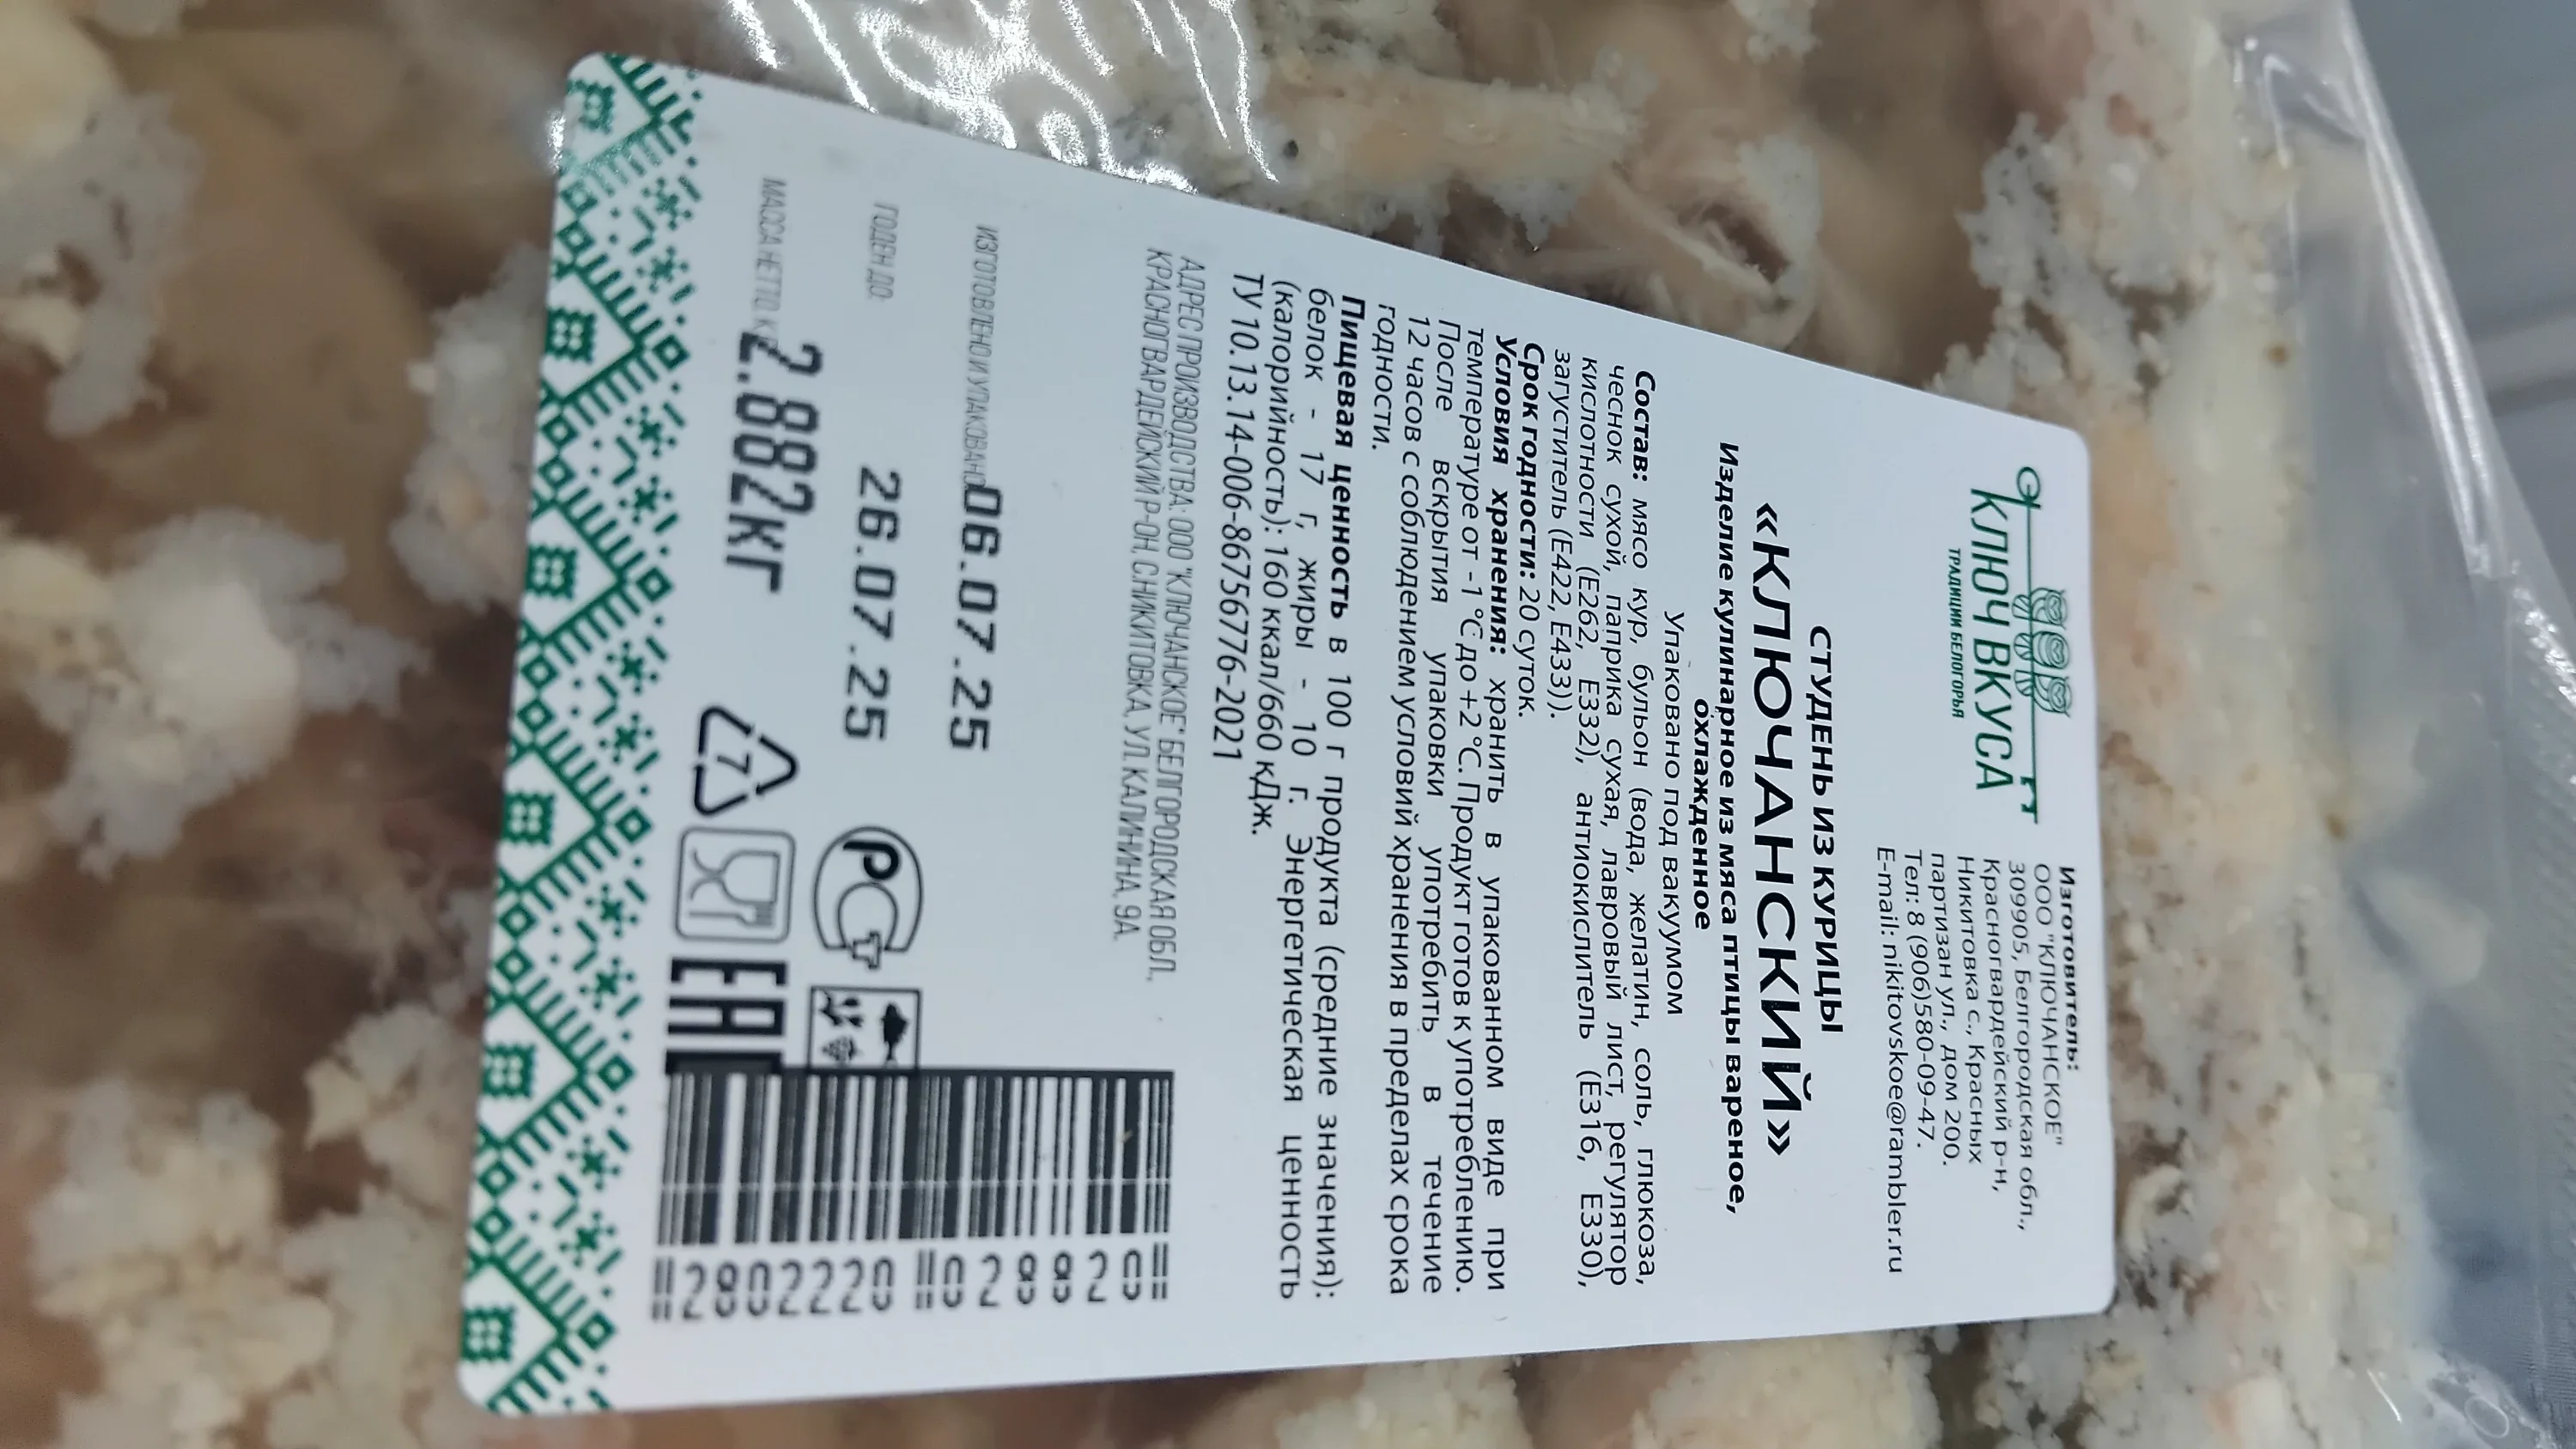 КЛЮЧ ВКУСА
ТРАДИЦИИ БЕЛОГОРЬЯ
Изготовитель:
ООО "КЛЮЧАНСКОЕ"
309905, Белгородская обл.,
Красногвардейский р-н,
Никитовка с., Красных
партизан ул., дом 200.
Тел: 8 (906)580-09-47.
E-mail: nikitovskoe@rambler.ru
СТУДЕНЬ ИЗ КУРИЦЫ
«КЛЮЧАНСКИЙ»
Изделие кулинарное из мяса птицы вареное,
охлажденное
Упаковано под вакуумом
Состав: мясо кур, бульон (вода, желатин, соль, глюкоза,
чеснок сухой, паприка сухая, лавровый лист, регулятор
кислотности (Е262, Е332), антиокислитель (Е316, Е330),
загуститель (Е422, Е433)).
Срок годности: 20 суток.
Условия хранения: хранить в упакованном виде при
температуре от -1 °С до +2 °С. Продукт готов к употреблению.
После вскрытия упаковки употребить в течение
12 часов с соблюдением условий хранения в пределах срока
годности.
Пищевая ценность в 100 г продукта (средние значения):
белок - 17 г, жиры - 10 г. Энергетическая ценность
(калорийность): 160 ккал/660 кДж.
ТУ 10.13.14-006-86756776-2021
АДРЕС ПРОИЗВОДСТВА: ООО "КЛЮЧАНСКОЕ" БЕЛГОРОДСКАЯ ОБЛ.,
КРАСНОГВАРДЕЙСКИЙ Р-ОН, С.НИКИТОВКА, УЛ. КАЛИНИНА, 9А.
ИЗГОТОВЛЕНО И УПАКОВАНО: 06.07.25
ГОДЕН ДО: 26.07.25
МАССА НЕТТО, КГ 2.882кг
7
РСТ
ЕАС
2802220 028820